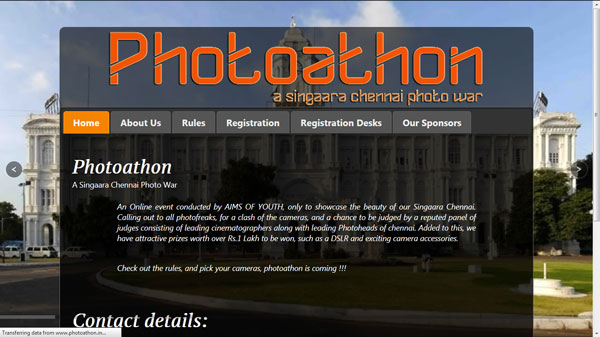 Photoathon
a singaara chennai photo war
Home About Us Rules Registration Registration Desks Our Sponsors
Photoathon
A Singaara Chennai Photo War
An Online event conducted by AIMS OF YOUTH, only to showcase the beauty of our Singaara Chennai.
Calling out to all photofreaks, for a clash of the cameras, and a chance to be judged by a reputed panel of
judges consisting of leading cinematographers along with leading Photoheads of chennai. Added to this, we
have attractive prizes worth over Rs.1 Lakh to be won, such as a DSLR and exciting camera accessories.
Check out the rules, and pick your cameras, photoathon is coming !!!
Contact details:
Transferring data from www.photoathon.in...